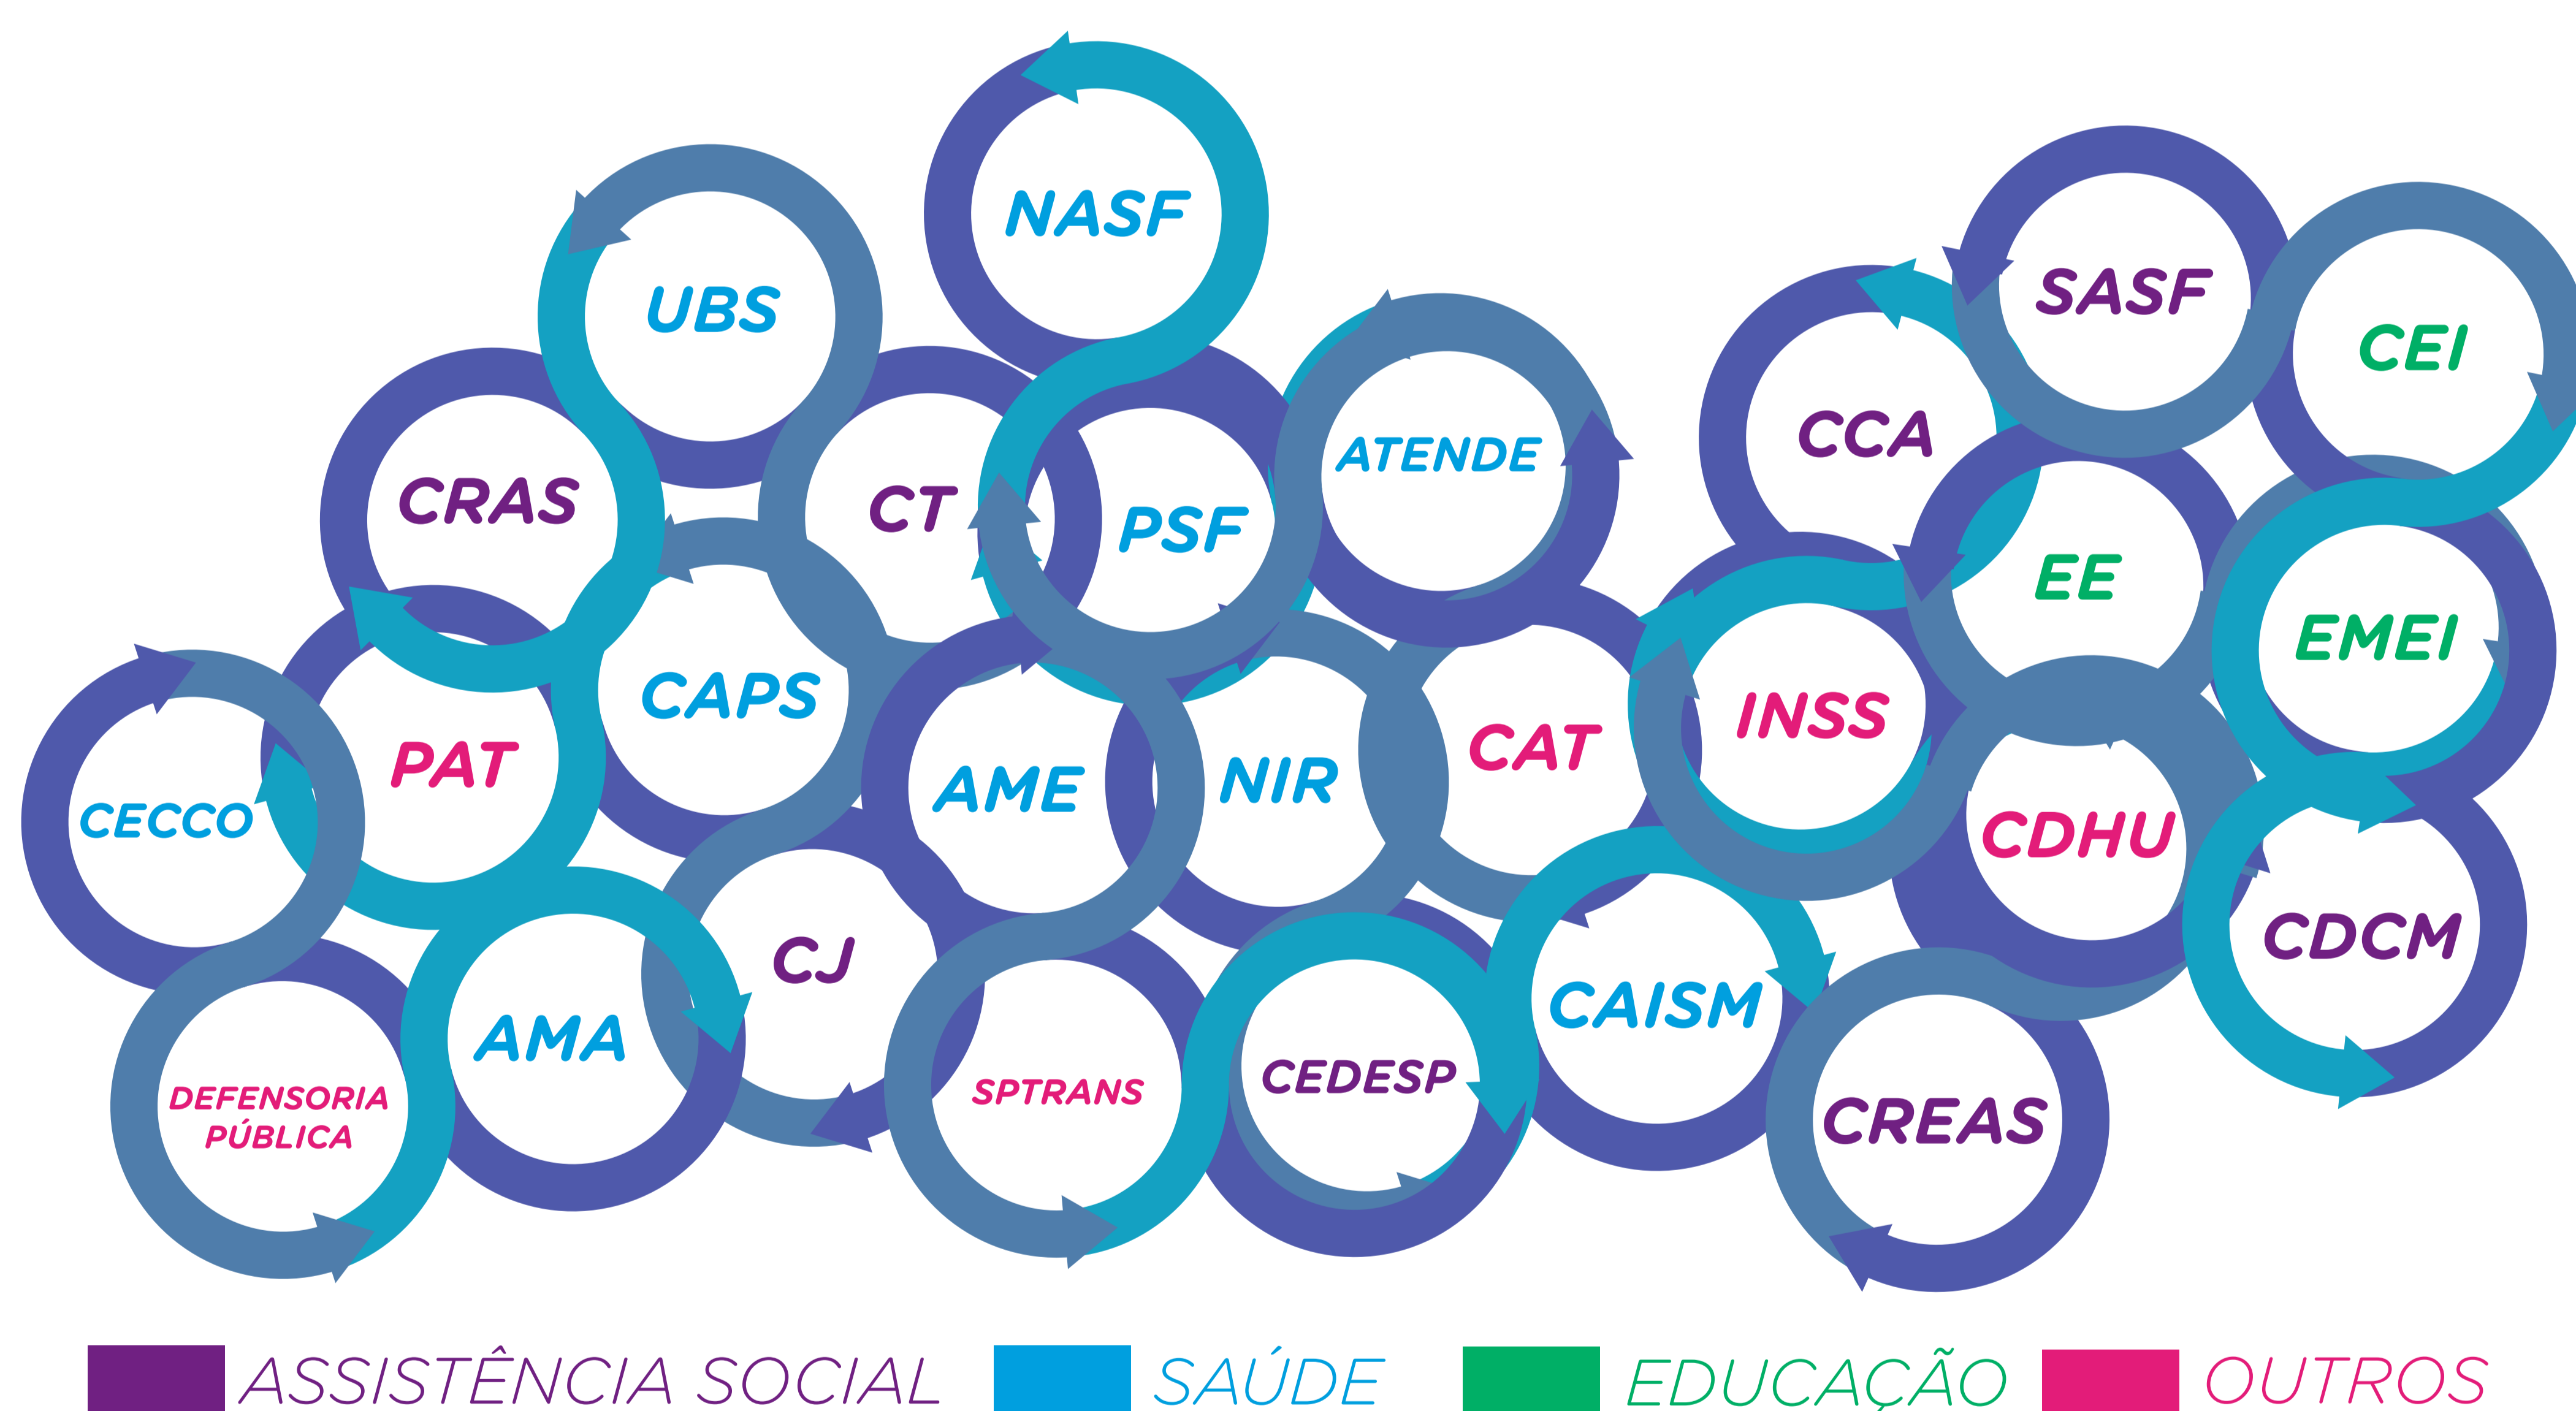 NASF
UBS
SASF
CEI
CCA
ATENDE
CRAS
CT
PSF
EE
EMEI
CAPS
INSS
PAT
CAT
AME
NIR
CECCO
CDHU
CDCM
CJ
CAISM
AMA
CEDESP
SPTRANS
DEFENSORIA
PÚBLICA
CREAS
ASSISTÊNCIA SOCIAL
SAÚDE
EDUCAÇÃO
OUTROS